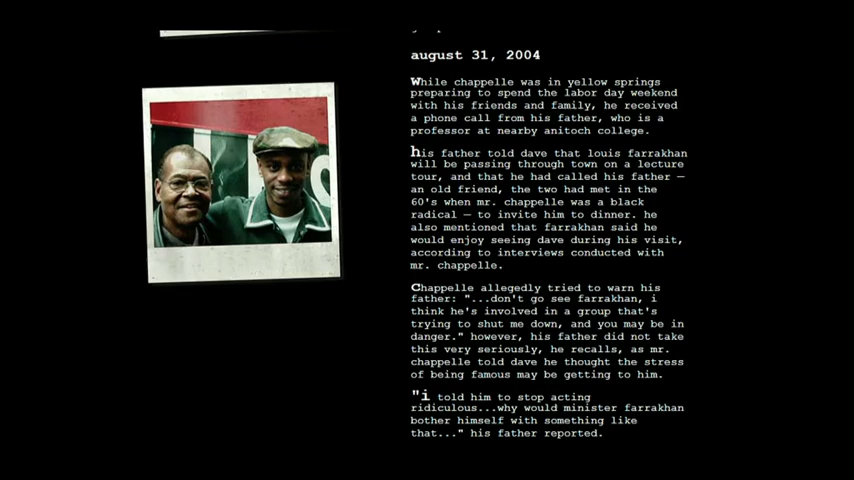 august 31, 2004
While chappelle was in yellow springs
preparing to spend the labor day weekend
with his friends and family, he received
a phone call from his father, who is a
professor at nearby anitoch college.
his father told dave that louis farrakhan
will be passing through town on a lecture
tour, and that he had called his father —
an old friend, the two had met in the
60's when mr. chappelle was a black
radical — to invite him to dinner. he
also mentioned that farrakhan said he
would enjoy seeing dave during his visit,
according to interviews conducted with
mr. chappelle.
Chappelle allegedly tried to warn his
father: "...don't go see farrakhan, i
think he's involved in a group that's
trying to shut me down, and you may be in
danger." however, his father did not take
this very seriously, he recalls, as mr.
chappelle told dave he thought the stress
of being famous may be getting to him.
"i told him to stop acting
ridiculous...why would minister farrakhan
bother himself with something like
that..." his father reported.